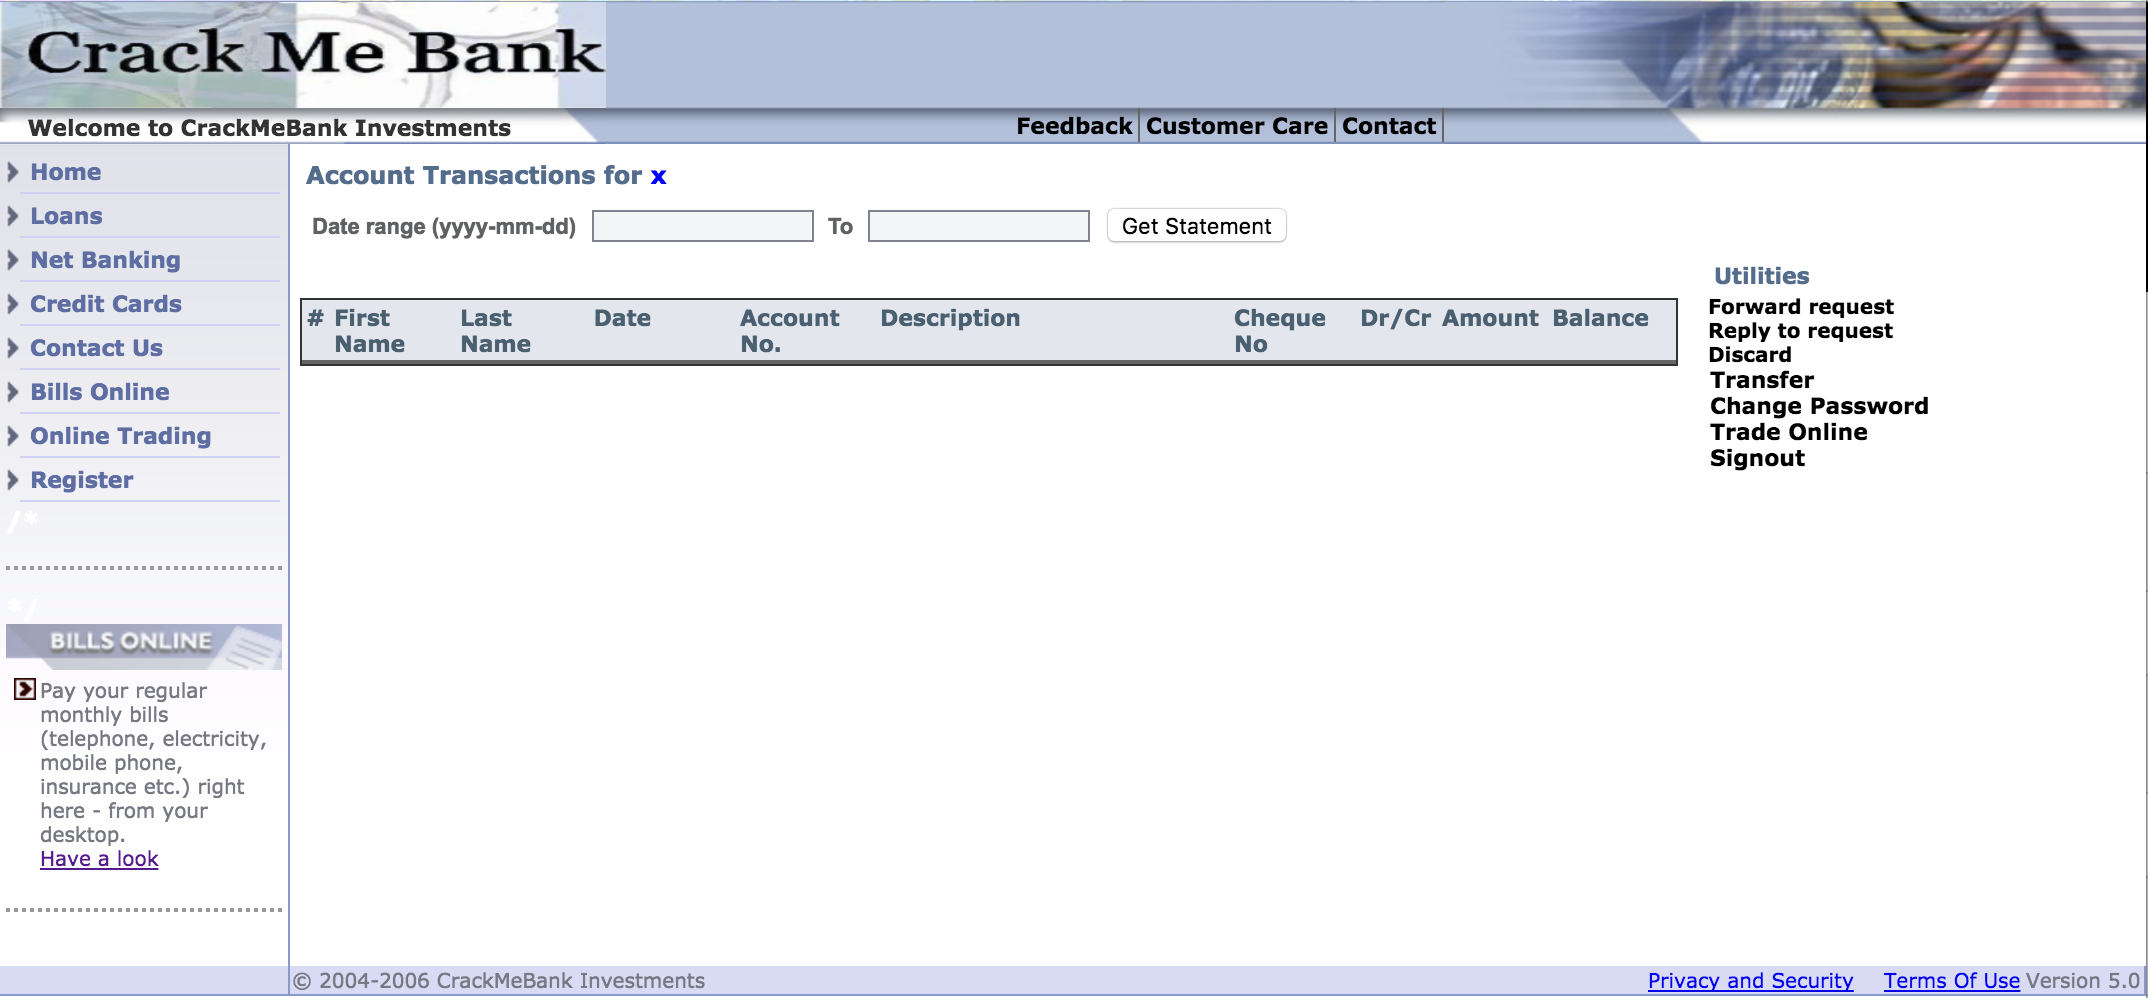 Crack Me Bank
Welcome to CrackMeBank Investments
Feedback Customer Care Contact
Home
Loans
Net Banking
Credit Cards
Contact Us
Bills Online
Online Trading
Register
/*
*/
BILLS ONLINE
Pay your regular
monthly bills
(telephone, electricity,
mobile phone,
insurance etc.) right
here - from your
desktop.
Have a look
Account Transactions for x
Date range (yyyy-mm-dd) To Get Statement
# First Name Last Name Date Account No. Description Cheque No Dr/Cr Amount Balance
Utilities
Forward request
Reply to request
Discard
Transfer
Change Password
Trade Online
Signout
© 2004-2006 CrackMeBank Investments
Privacy and Security Terms Of Use Version 5.0